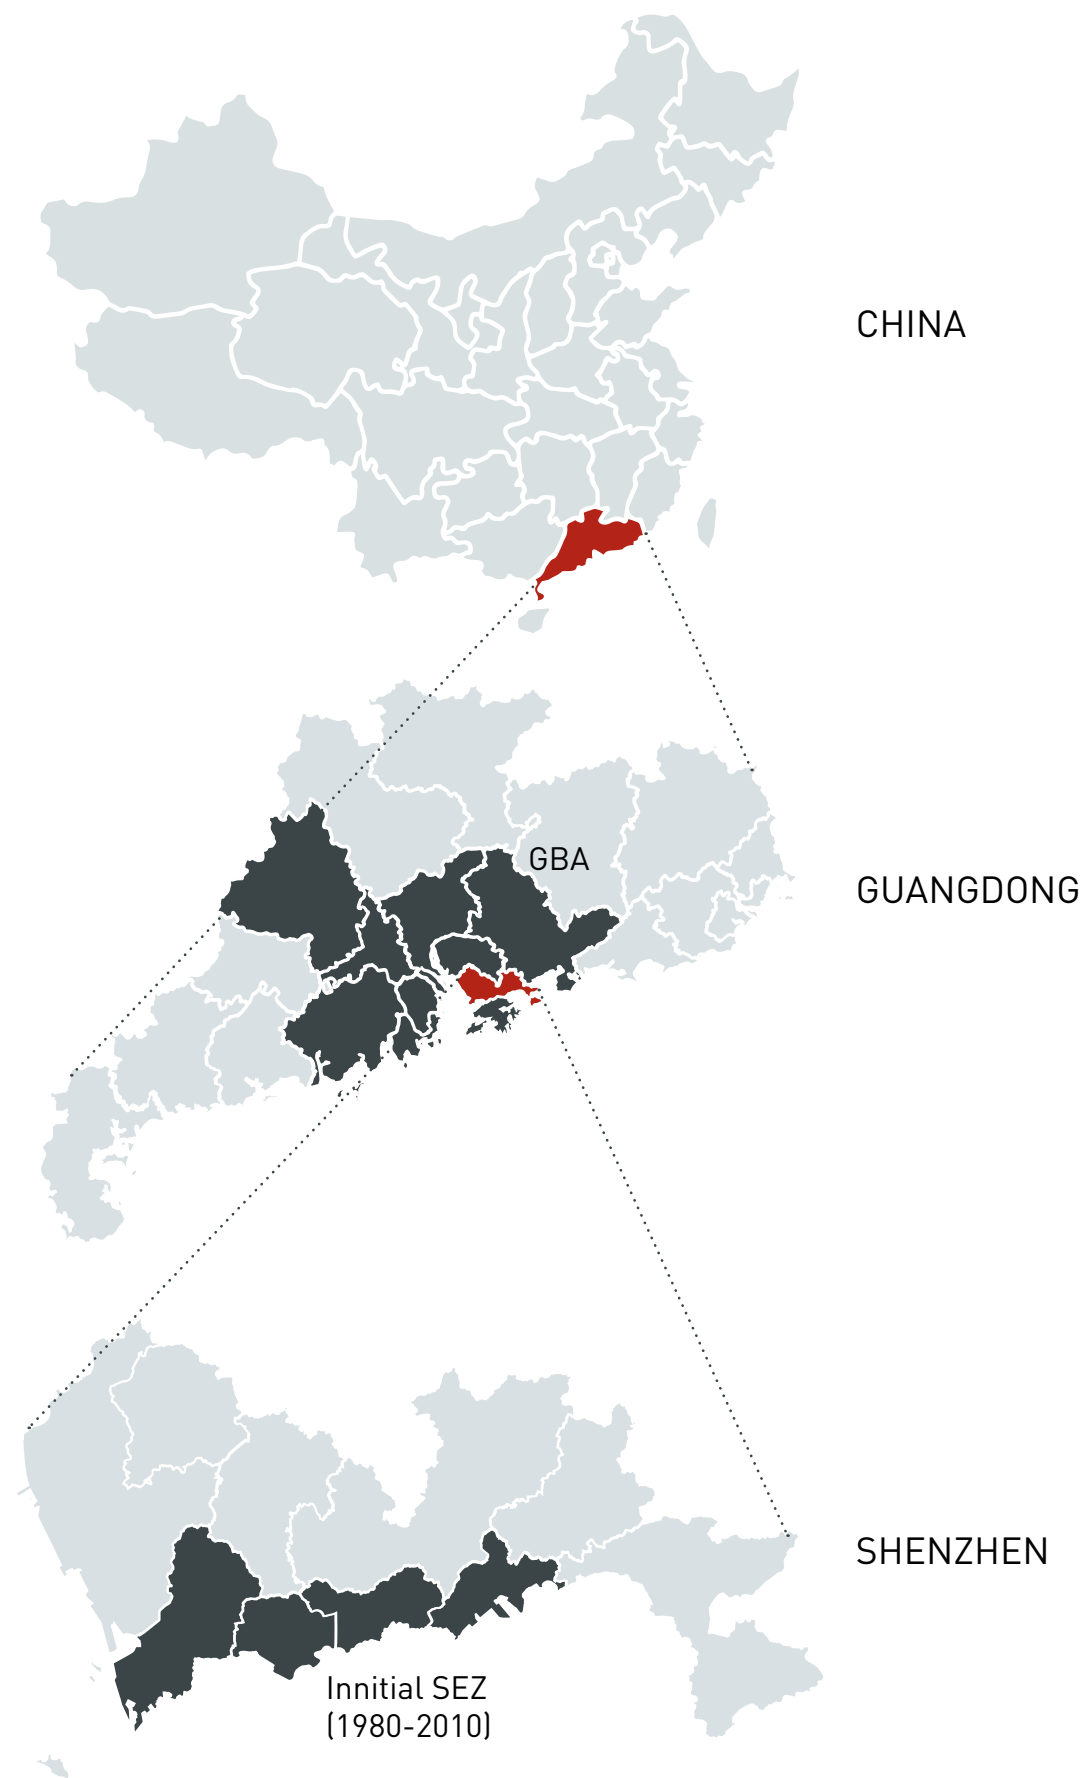 CHINA
GBA
GUANGDONG
SHENZHEN
Innitial SEZ
(1980-2010)